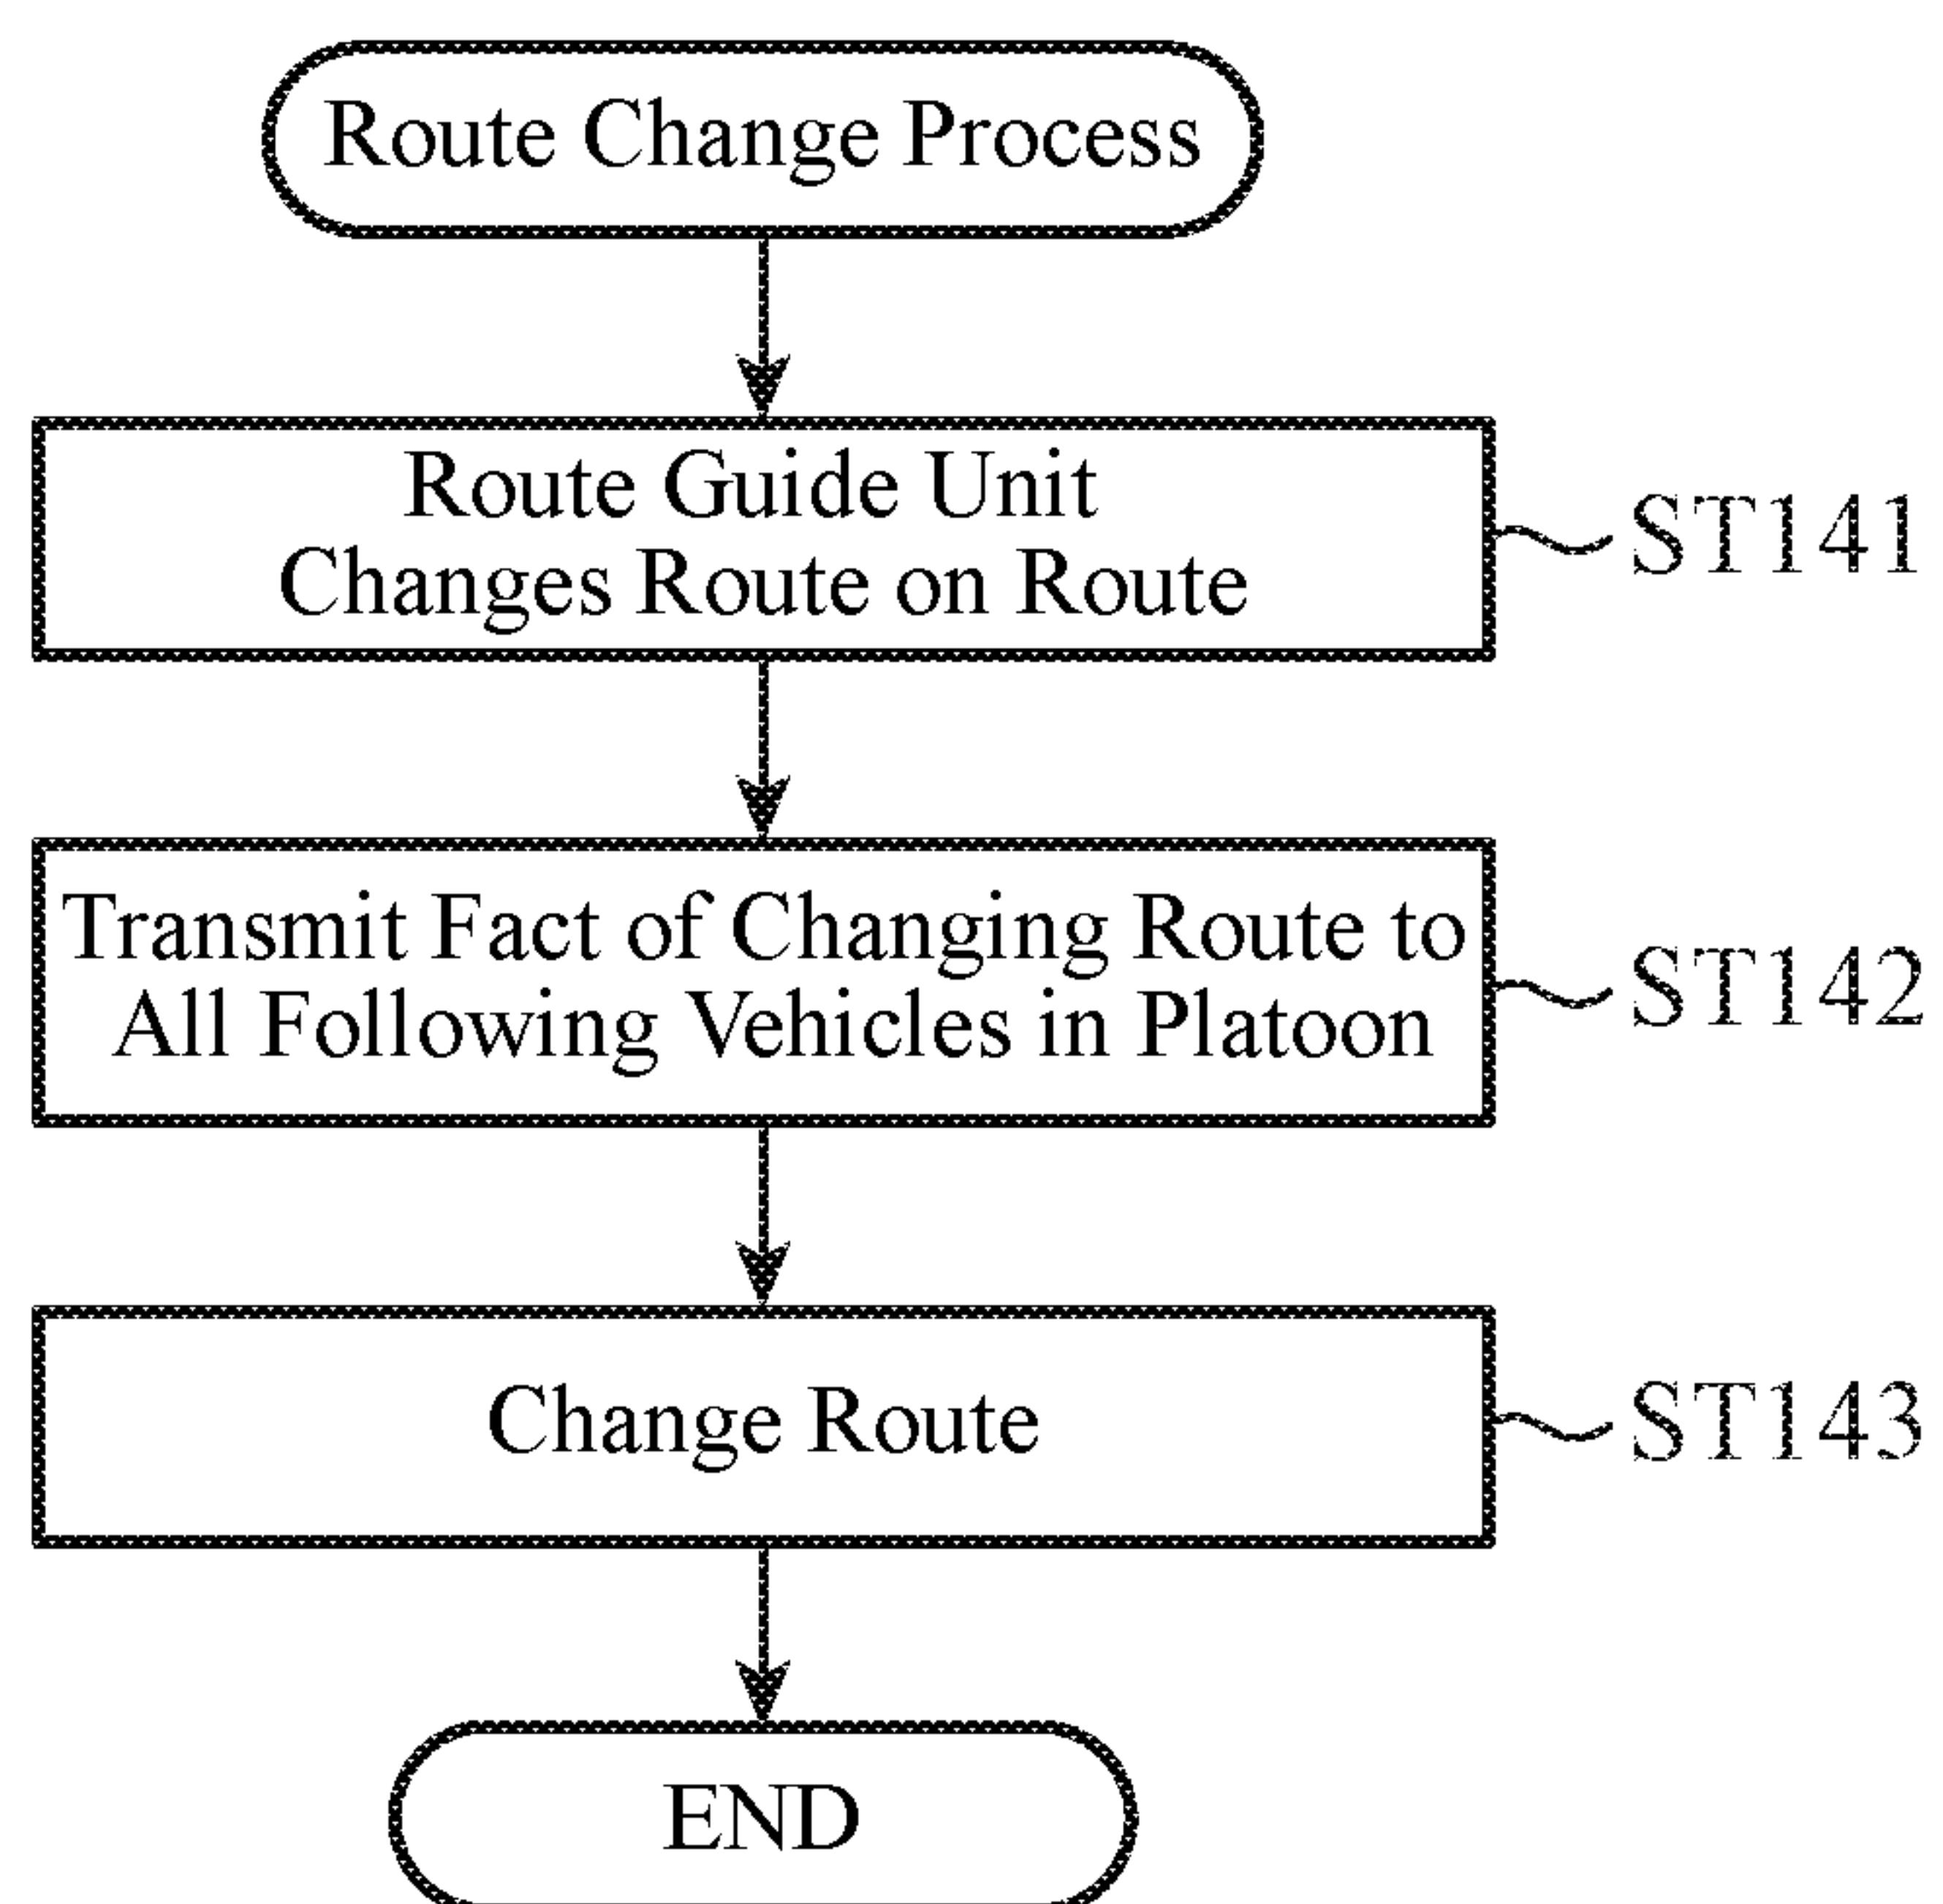 Route Change Process
Route Guide Unit
Changes Route on Route
ST141
Transmit Fact of Changing Route to
All Following Vehicles in Platoon
ST142
Change Route
ST143
END